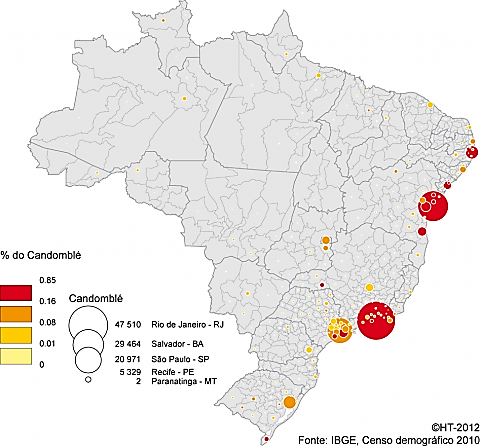 % do Candomblé
0.85
0.16
0.08
0.01
0
Candomblé
47 510 Rio de Janeiro - RJ
29 464 Salvador - BA
20 971 São Paulo - SP
5 329 Recife - PE
2 Paranatinga - MT
©HT-2012
Fonte: IBGE, Censo demográfico 2010